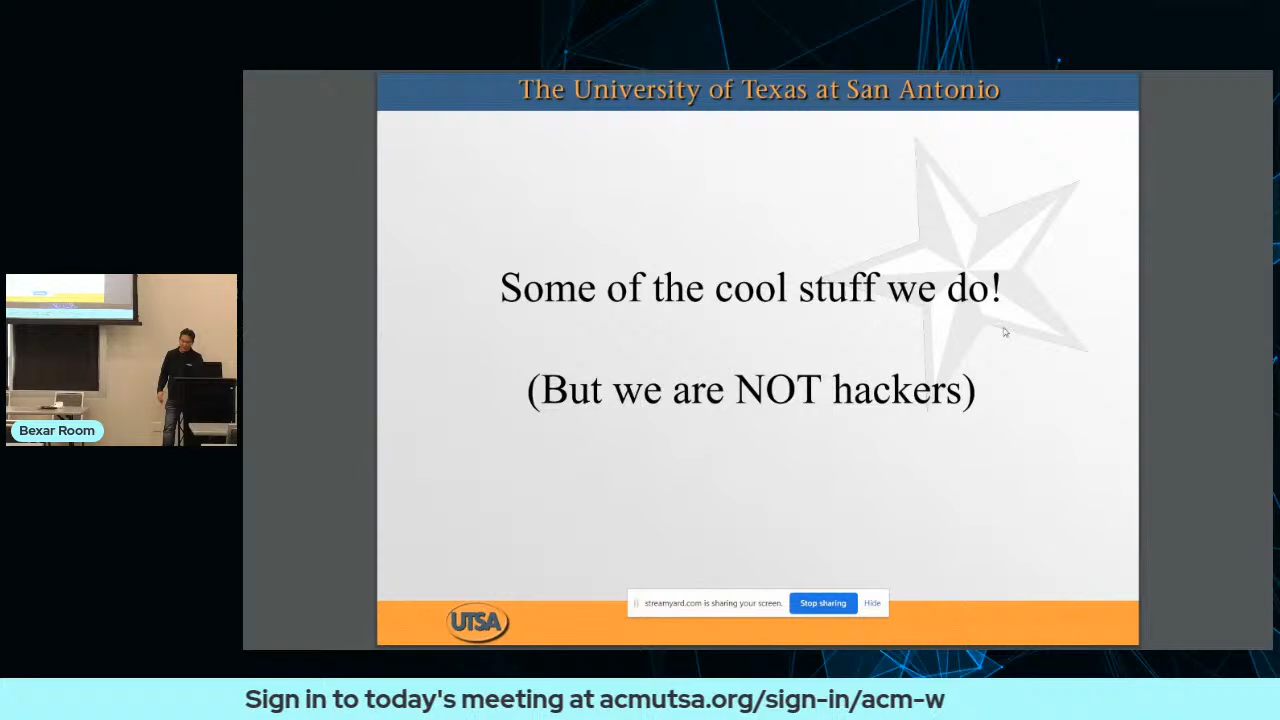 The University of Texas at San Antonio
Some of the cool stuff we do!
(But we are NOT hackers)
Bexar Room
streamyard.com is sharing your screen.
Stop sharing
Hide
UTSA
Sign in to today's meeting at acmutsa.org/sign-in/acm-w